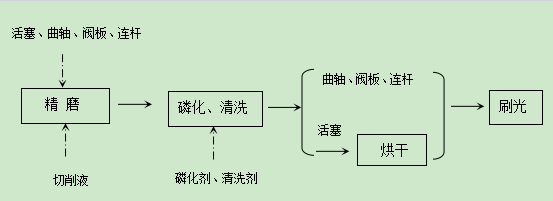 活塞、曲轴、阀板、连杆
精 磨
切削液
磷化、清洗
磷化剂、清洗剂
曲轴、阀板、连杆
活塞
烘干
刷光